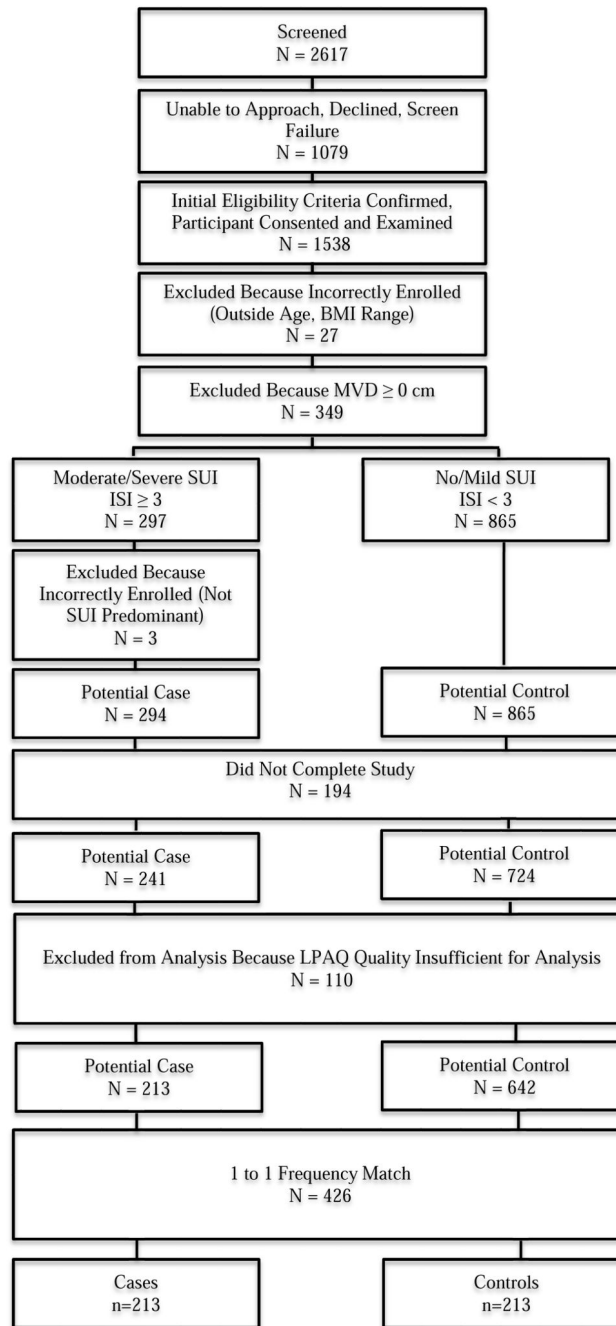 Screened
N = 2617
Unable to Approach, Declined, Screen
Failure
N = 1079
Initial Eligibility Criteria Confirmed,
Participant Consented and Examined
N = 1538
Excluded Because Incorrectly Enrolled
(Outside Age, BMI Range)
N = 27
Excluded Because MVD ≥ 0 cm
N = 349
Moderate/Severe SUI
ISI ≥ 3
N = 297
No/Mild SUI
ISI < 3
N = 865
Excluded Because
Incorrectly Enrolled (Not
SUI Predominant)
N = 3
Potential Case
N = 294
Potential Control
N = 865
Did Not Complete Study
N = 194
Potential Case
N = 241
Potential Control
N = 724
Excluded from Analysis Because LPAQ Quality Insufficient for Analysis
N = 110
Potential Case
N = 213
Potential Control
N = 642
1 to 1 Frequency Match
N = 426
Cases
n=213
Controls
n=213